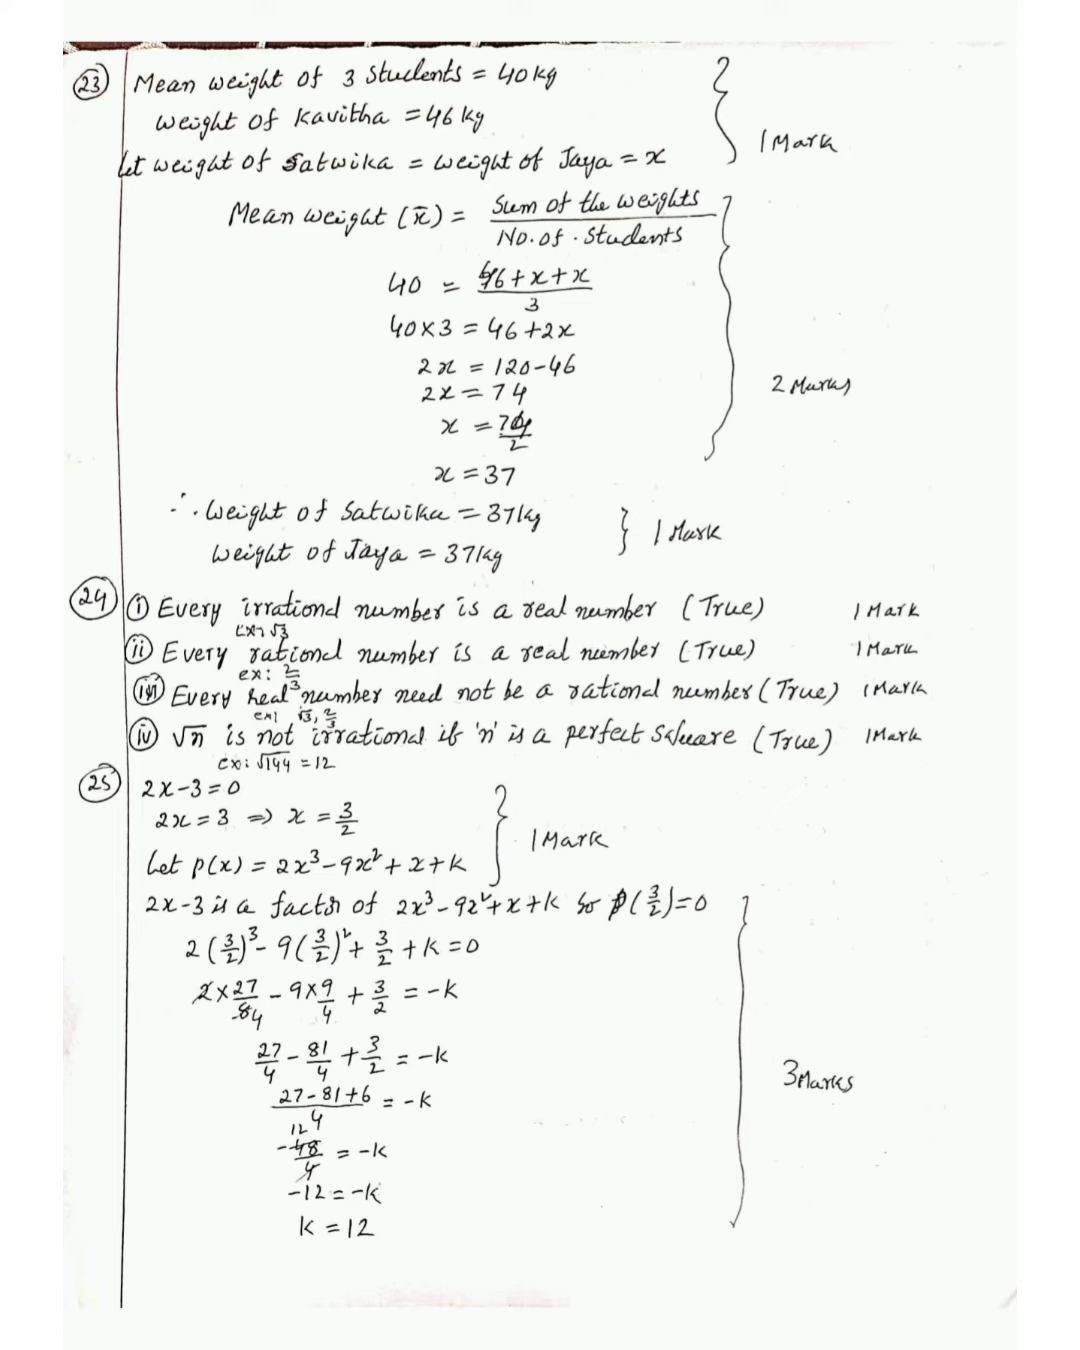 (23) Mean weight of 3 students = 40kg
weight of Kavitha = 46 kg
Let weight of Satwika = weight of Jaya = x
1 Mark
Mean weight (x̄) = Sum of the weights / No. of . Students
40 = 46 + x + x / 3
40×3 = 46 + 2x
2x = 120-46
2x = 74
2 Marks
x = 74/2
x = 37
∴ Weight of Satwika = 37kg
weight of Jaya = 37kg
1 Mark
(24) (i) Every irrational number is a real number (True) 1 Mark
Ex: √3
(ii) Every rational number is a real number (True) 1 Mark
ex: 2/3
(iii) Every Real number need not be a rational number (True) 1 Mark
ex: √3, 2/3
(iv) √n is not irrational if 'n' is a perfect Square (True) 1 Mark
Ex: √144 = 12
(25) 2x-3=0
2x = 3 ⇒ x = 3/2
1 Mark
Let p(x) = 2x³-9x²+x+k
2x-3 is a factor of 2x³-9x²+x+k so p(3/2)=0
2(3/2)³ - 9(3/2)² + 3/2 + k = 0
2×27/8 4 - 9×9/4 + 3/2 = -k
27/4 - 81/4 + 3/2 = -k
3 Marks
27-81+6 / 4 = -k
12
-48/4 = -k
-12 = -k
k = 12